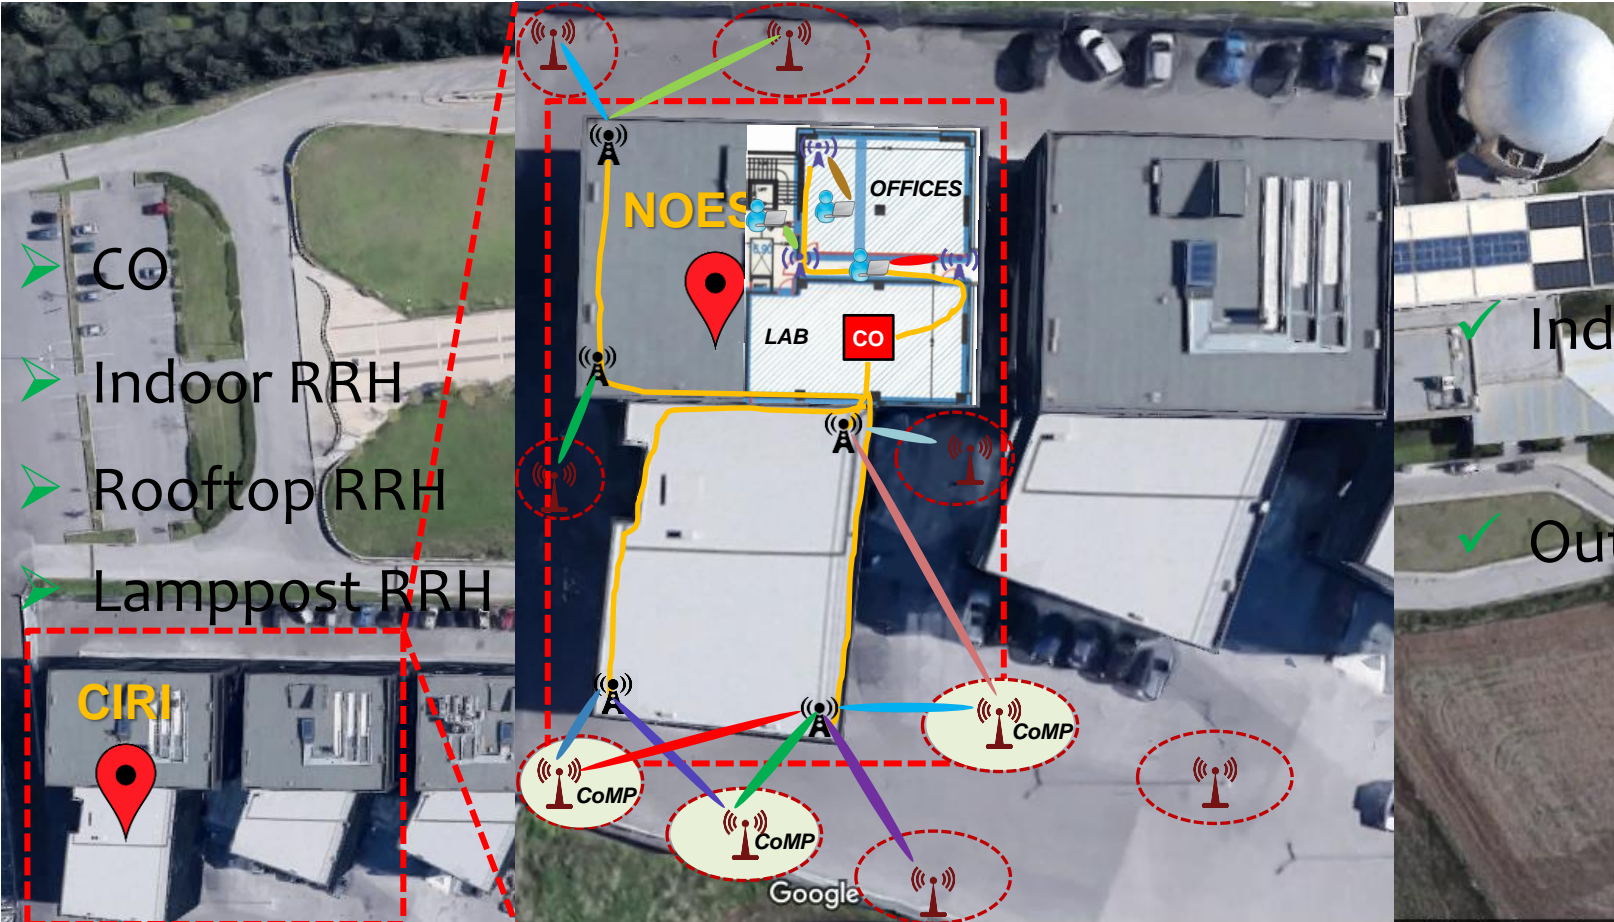 CO
Indoor RRH
Rooftop RRH
Lamppost RRH
CIRI
NOES
OFFICES
LAB
CO
CoMP
CoMP
CoMP
Google
Ind
Out